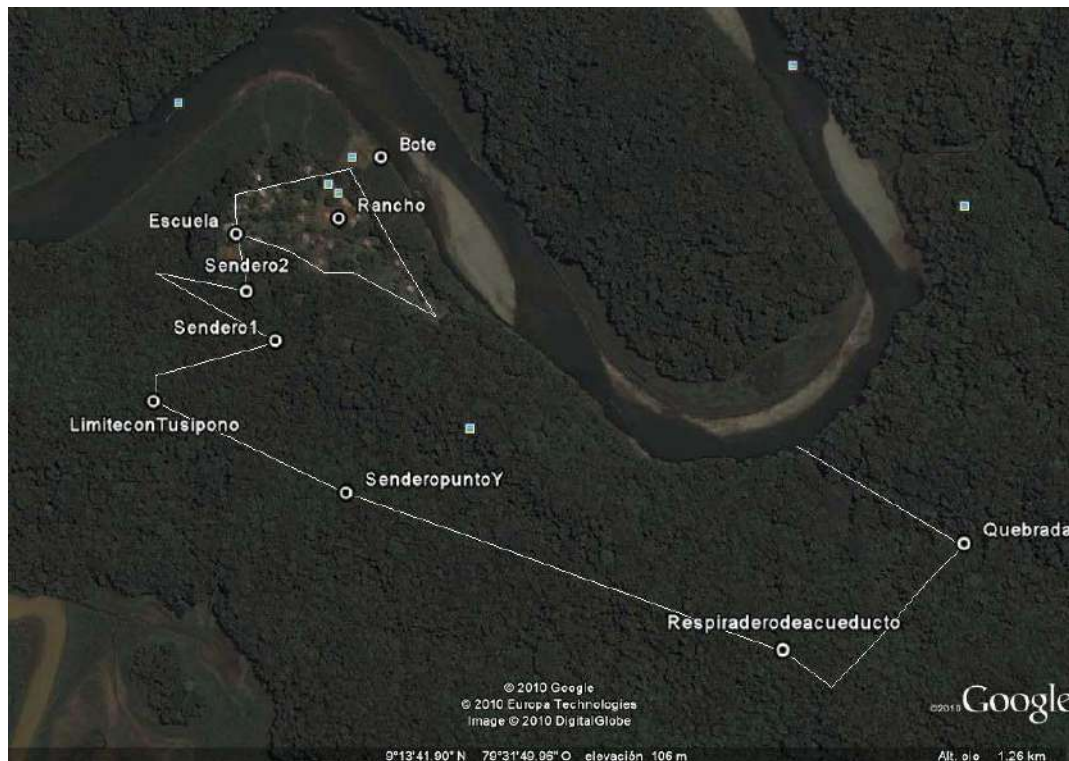 Bote
Rancho
Escuela
Sendero2
Sendero1
LimiteconTusipono
SenderopuntoY
Quebrada
Respiraderodeacueducto
© 2010 Google
© 2010 Europa Technologies
Image © 2010 DigitalGlobe
©2010 Google
9°13'41.90" N 79°31'49.96" O elevación 106 m Alt. ojo 1.26 km